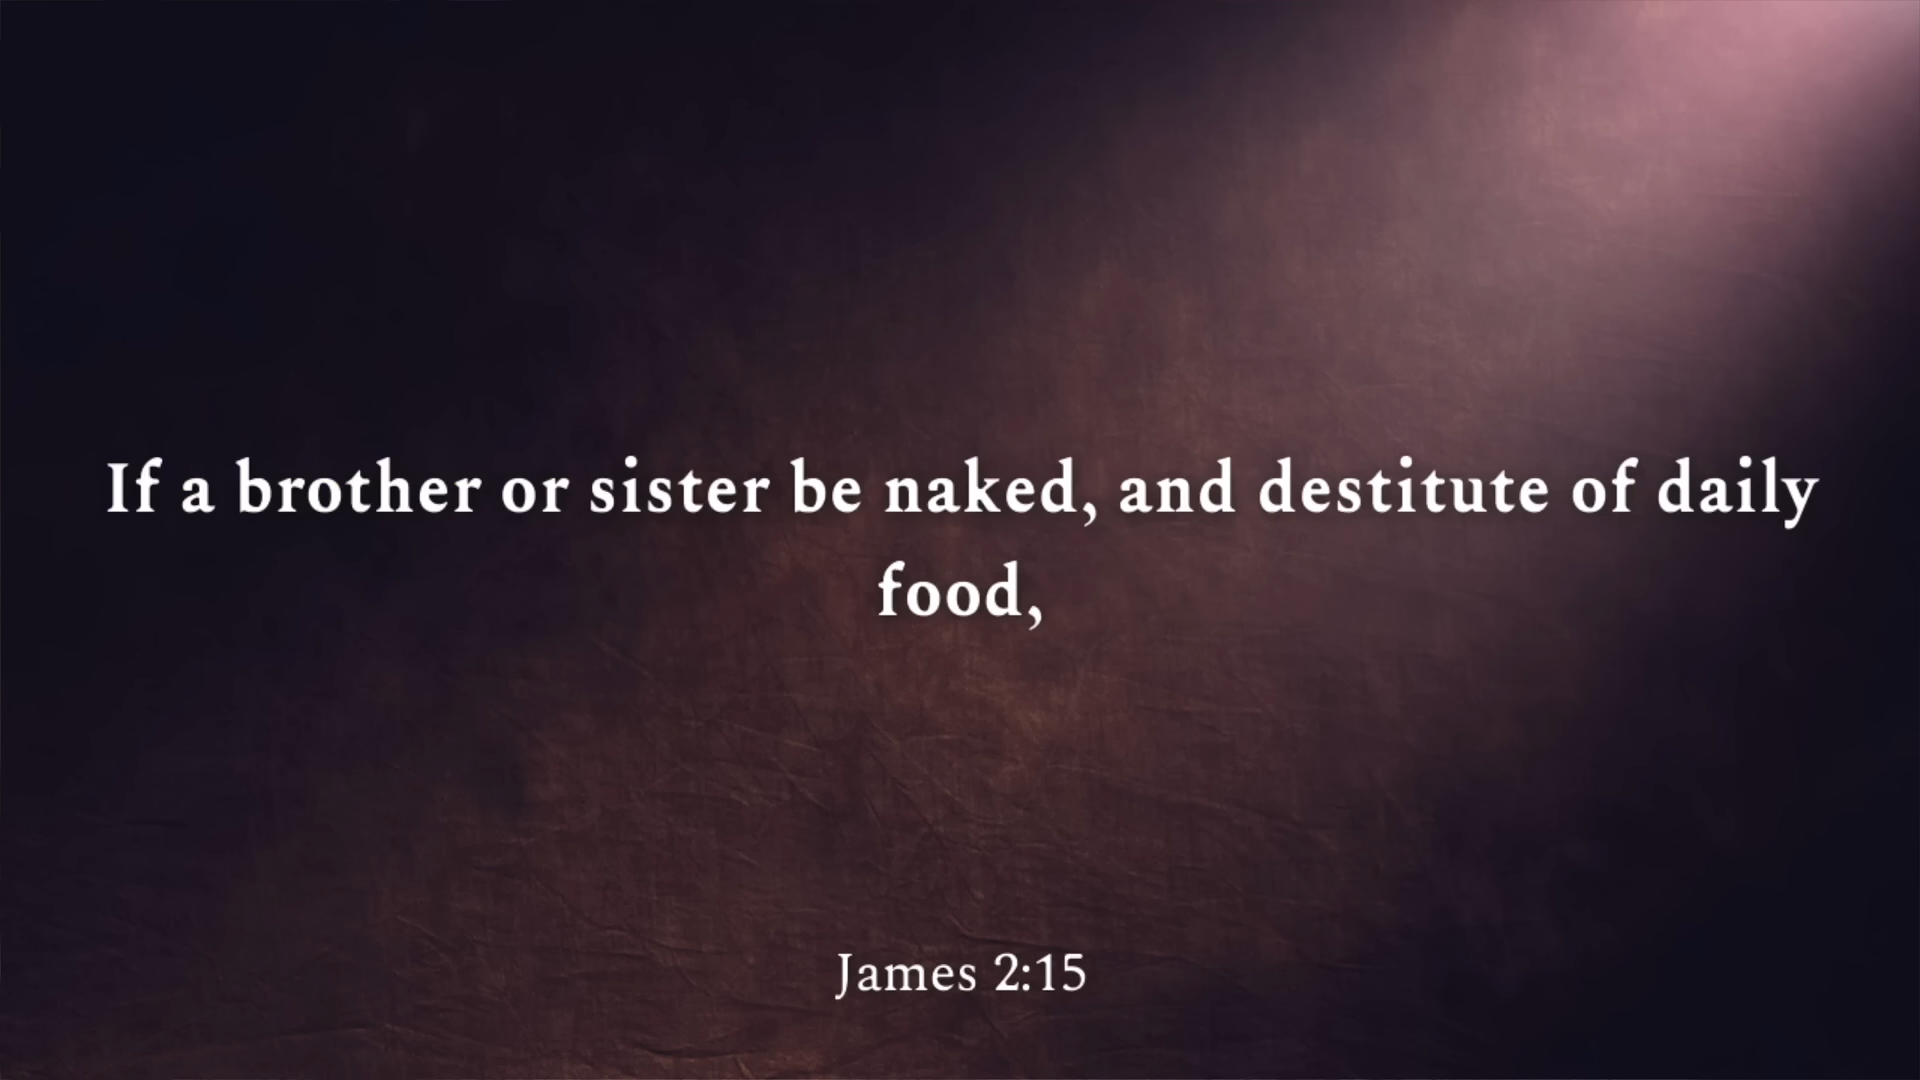 If a brother or sister be naked, and destitute of daily
food,
James 2:15